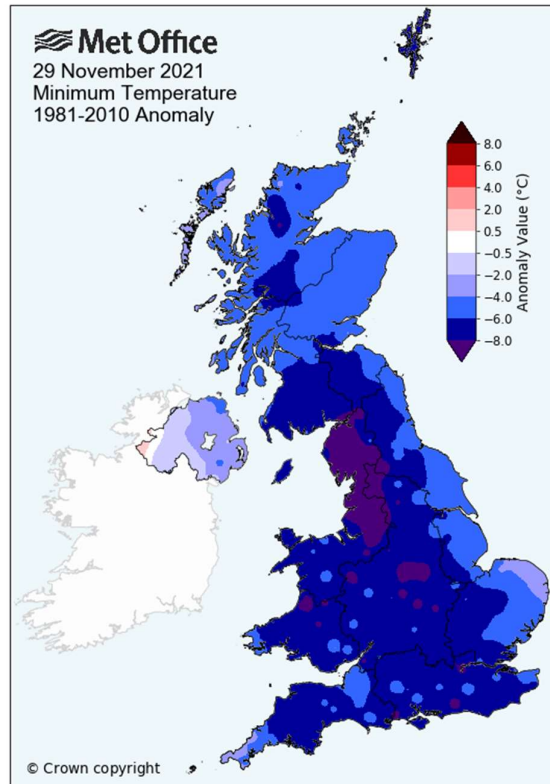 Met Office
29 November 2021
Minimum Temperature
1981-2010 Anomaly
8.0
6.0
4.0
2.0
0.5
−0.5
−2.0
−4.0
−6.0
−8.0
Anomaly Value (°C)
© Crown copyright